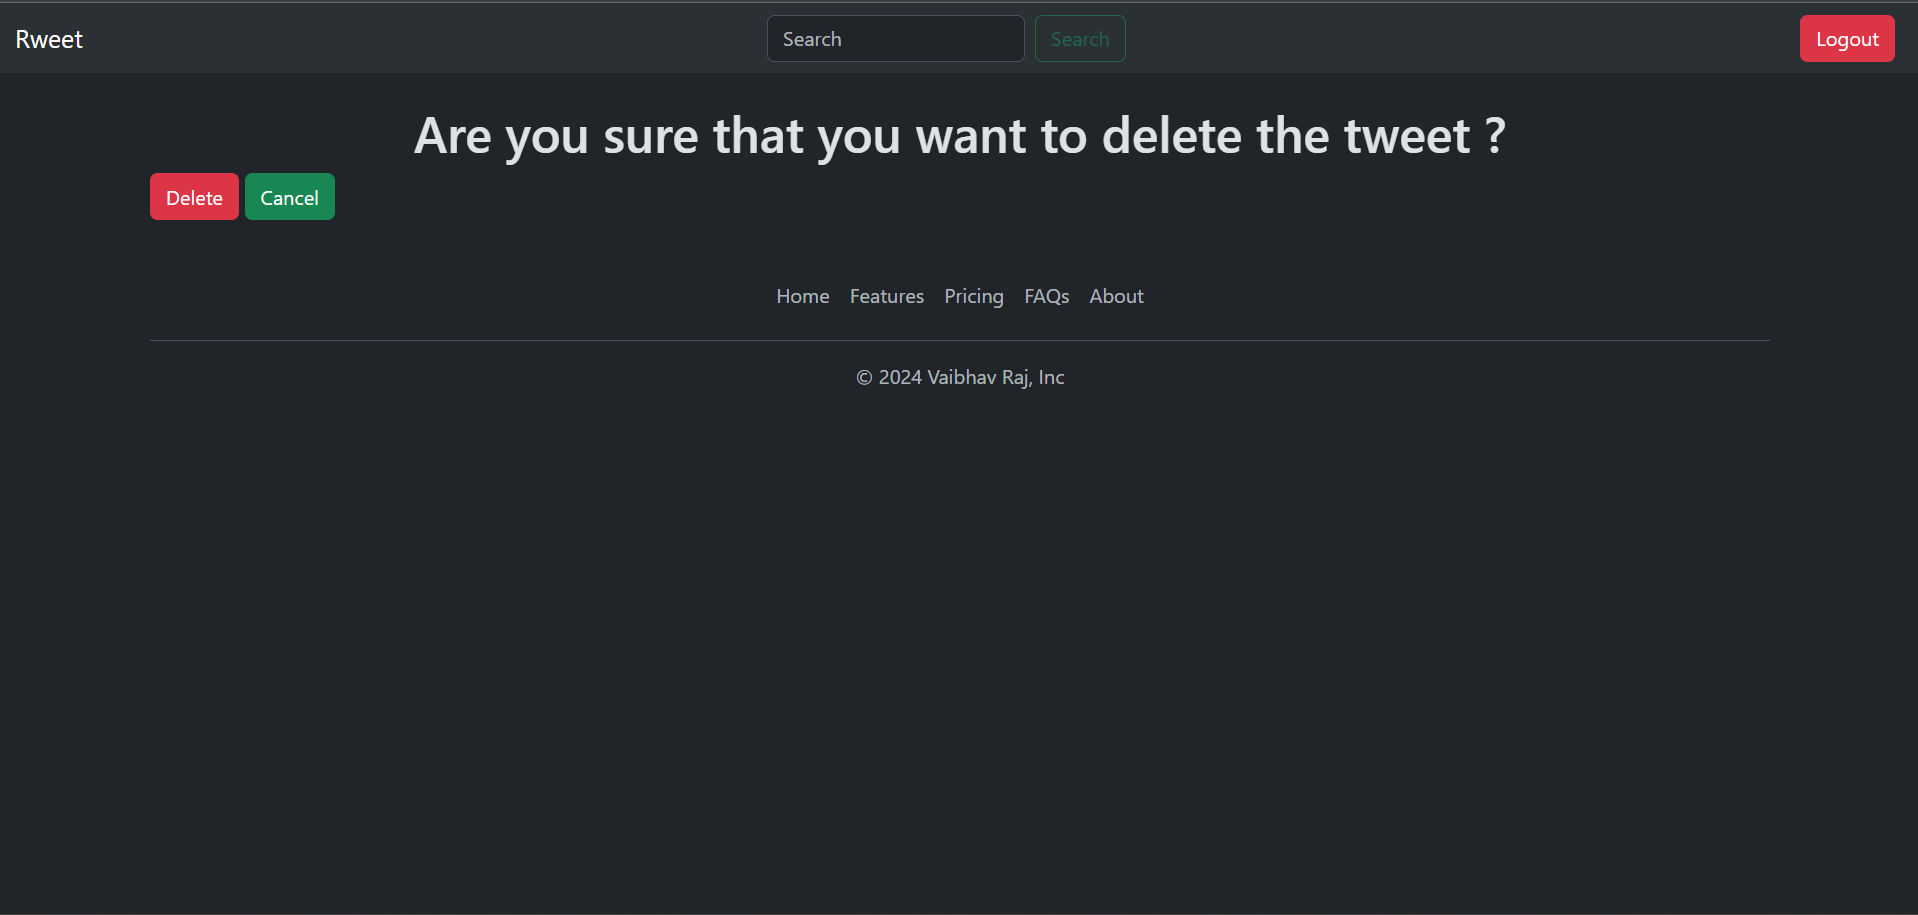 Rweet Search Search Logout
Are you sure that you want to delete the tweet ?
Delete Cancel
Home Features Pricing FAQs About
© 2024 Vaibhav Raj, Inc